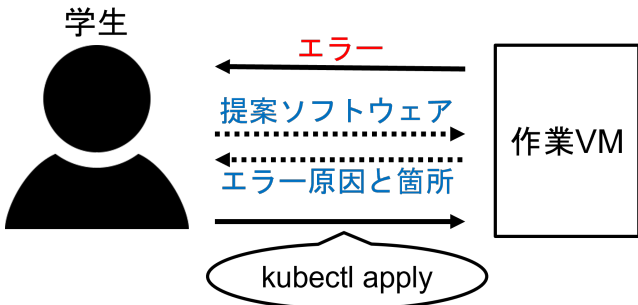 学生
エラー
提案ソフトウェア
エラー原因と箇所
作業VM
kubectl apply